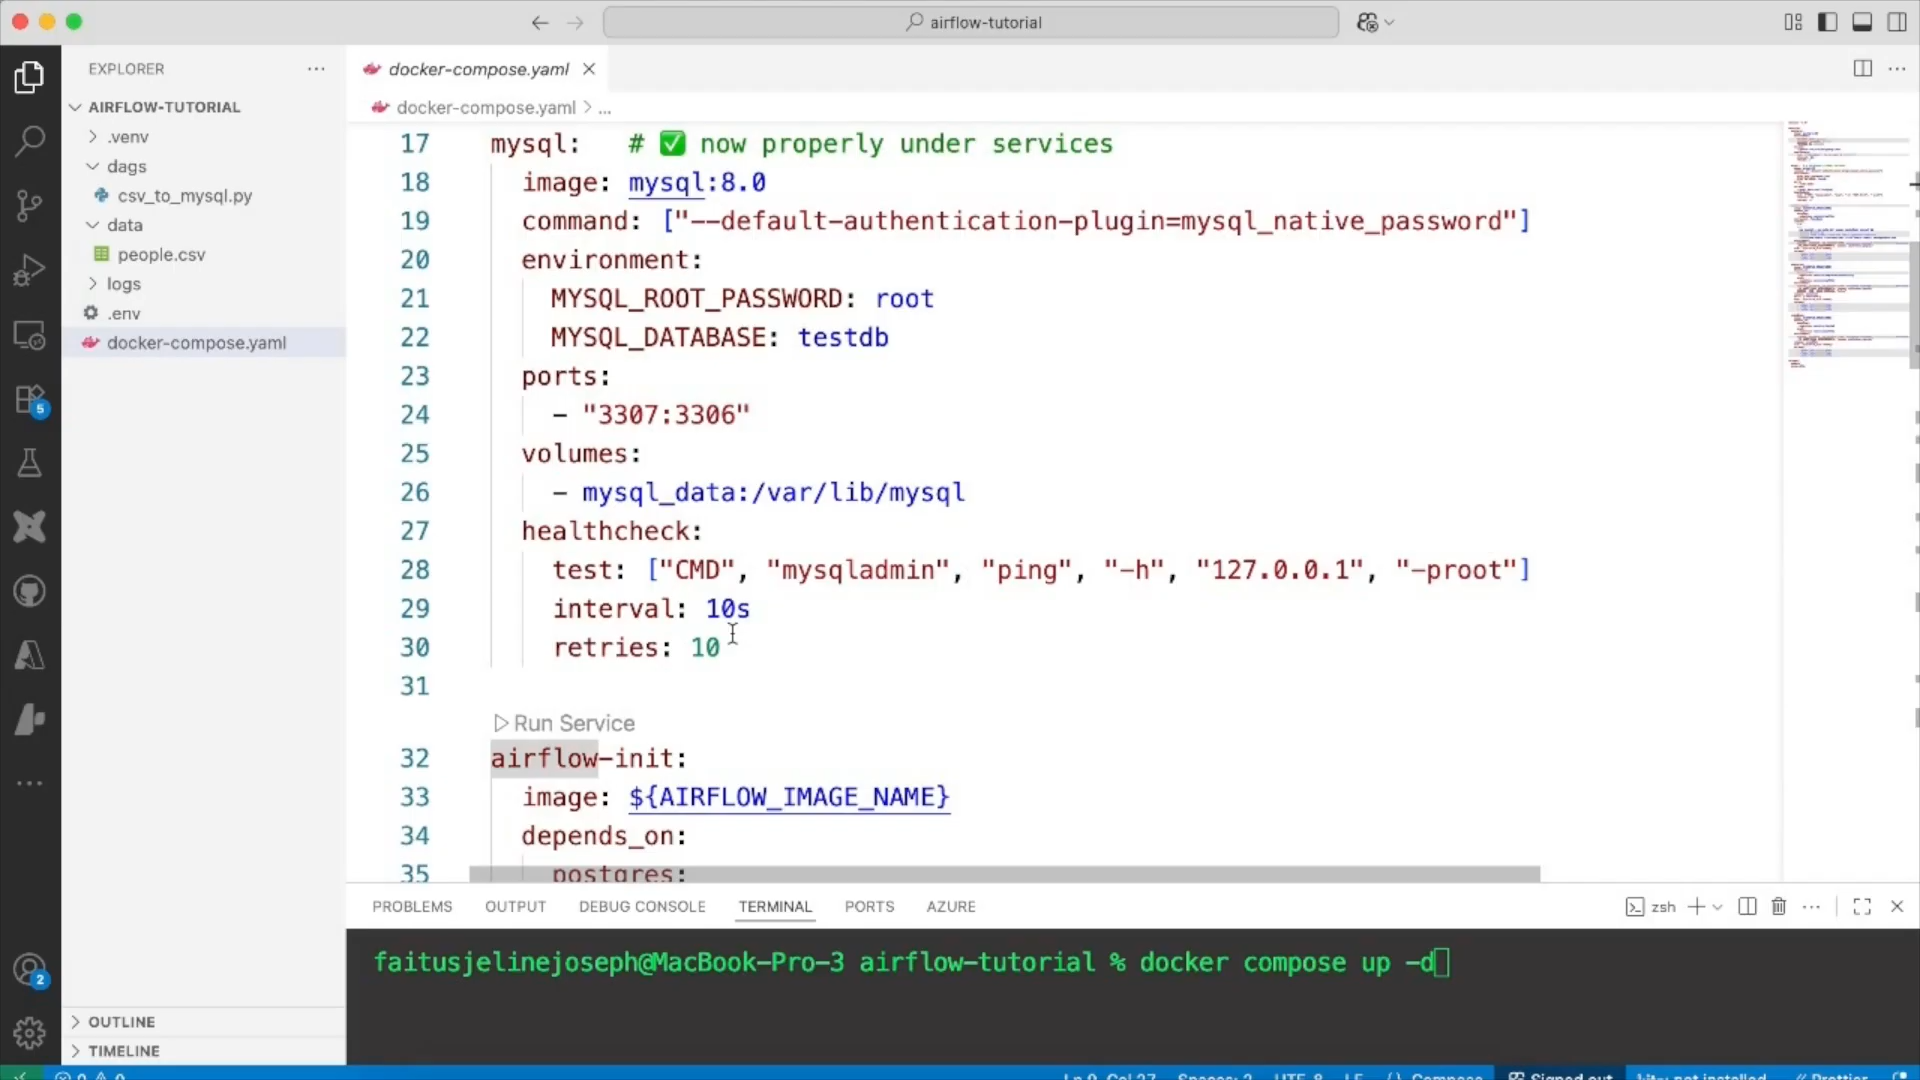 airflow-tutorial
EXPLORER
AIRFLOW-TUTORIAL
.venv
dags
csv_to_mysql.py
data
people.csv
logs
.env
docker-compose.yaml
5
2
OUTLINE
TIMELINE
docker-compose.yaml
docker-compose.yaml > ...
17 mysql: # ✅ now properly under services
18 image: mysql:8.0
19 command: ["--default-authentication-plugin=mysql_native_password"]
20 environment:
21 MYSQL_ROOT_PASSWORD: root
22 MYSQL_DATABASE: testdb
23 ports:
24 - "3307:3306"
25 volumes:
26 - mysql_data:/var/lib/mysql
27 healthcheck:
28 test: ["CMD", "mysqladmin", "ping", "-h", "127.0.0.1", "-proot"]
29 interval: 10s
30 retries: 10
31
Run Service
32 airflow-init:
33 image: ${AIRFLOW_IMAGE_NAME}
34 depends_on:
35 postgres:
PROBLEMS OUTPUT DEBUG CONSOLE TERMINAL PORTS AZURE
zsh
faitusjelinejoseph@MacBook-Pro-3 airflow-tutorial % docker compose up -d